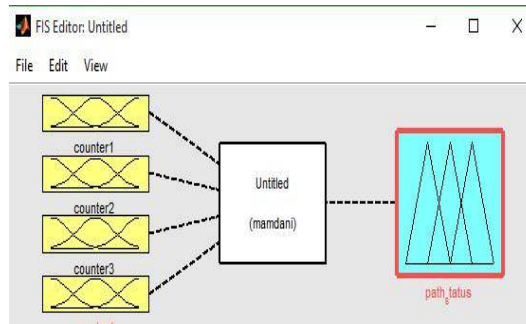 FIS Editor: Untitled
File Edit View
counter1
counter2
counter3
Untitled
(mamdani)
path_status